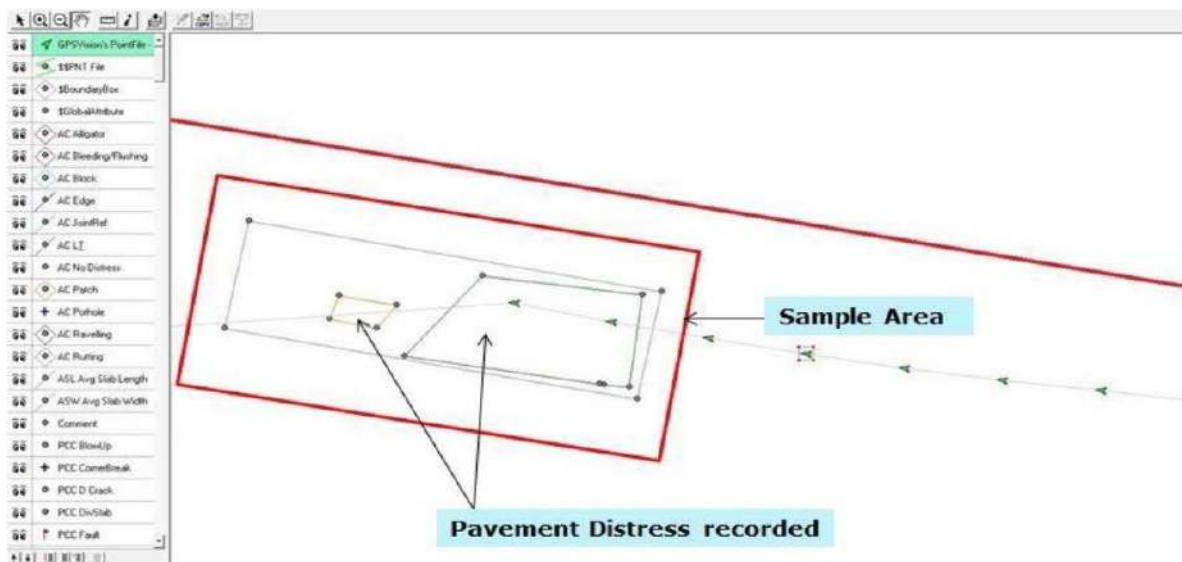 GPSVision's PointFile -
$$PNT File
$BoundaryBox
$GlobalAttribute
AC Alligator
AC Bleeding/Flushing
AC Block
AC Edge
AC JointRef
AC LT
AC No Distress
AC Patch
AC Pothole
AC Ravelling
AC Rutting
ASL Avg Slab Length
ASW Avg Slab Width
Comment
PCC BlowUp
PCC CornerBreak
PCC D Crack
PCC DivSlab
PCC Fault
Sample Area
Pavement Distress recorded